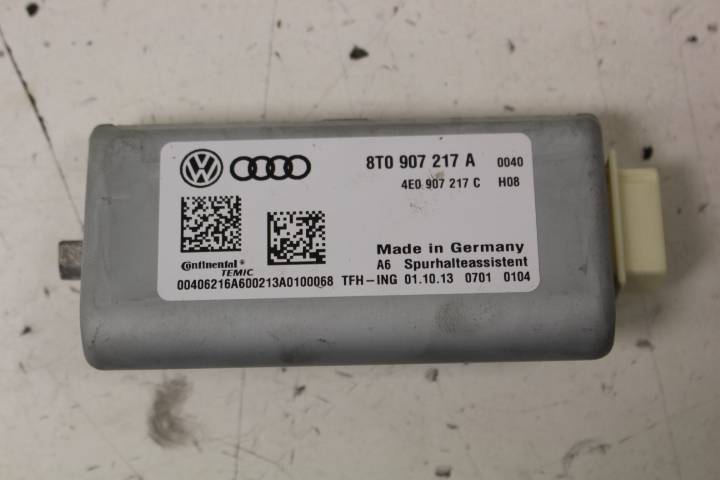 8T0 907 217 A 0040
4E0 907 217 C H08
Made in Germany
A6 Spurhalteassistent
Continental®
TEMIC
00406216A600213A0100068 TFH-ING 01.10.13 0701 0104